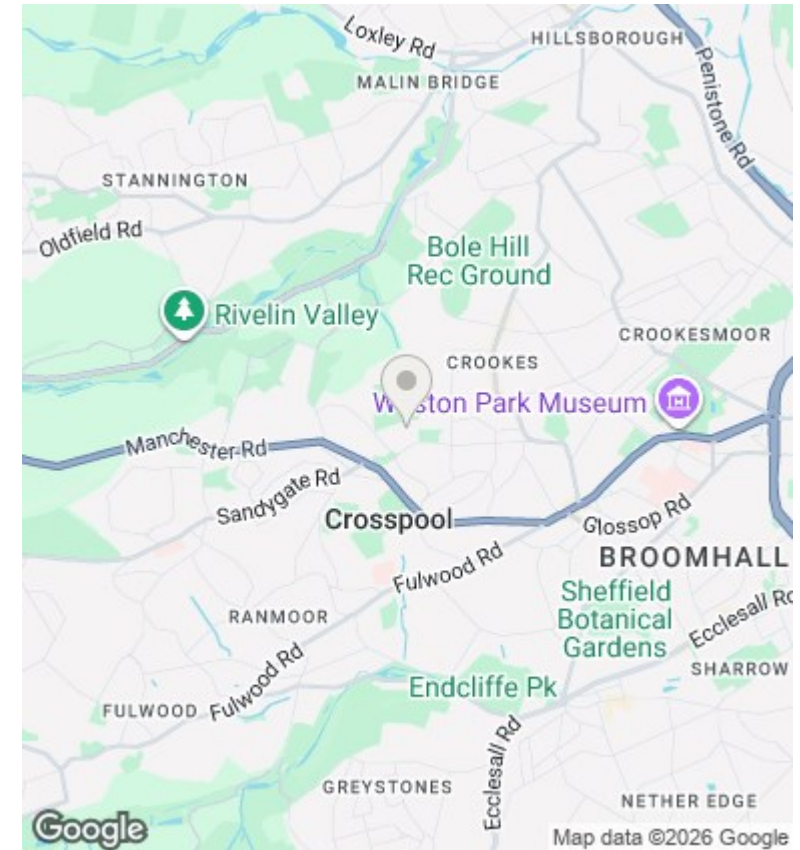 Loxley Rd
HILLSBOROUGH
MALIN BRIDGE
Penistone Rd
STANNINGTON
Oldfield Rd
Bole Hill
Rec Ground
Rivelin Valley
CROOKESMOOR
CROOKES
W ston Park Museum
Manchester Rd
Sandygate Rd
Crosspool
Glossop Rd
BROOMHALL
Fulwood Rd
Sheffield
Botanical
Gardens
Ecclesall Rd
RANMOOR
SHARROW
Fulwood Rd
Endcliffe Pk
FULWOOD
Ecclesall Rd
GREYSTONES
NETHER EDGE
Google
Map data ©2026 Google